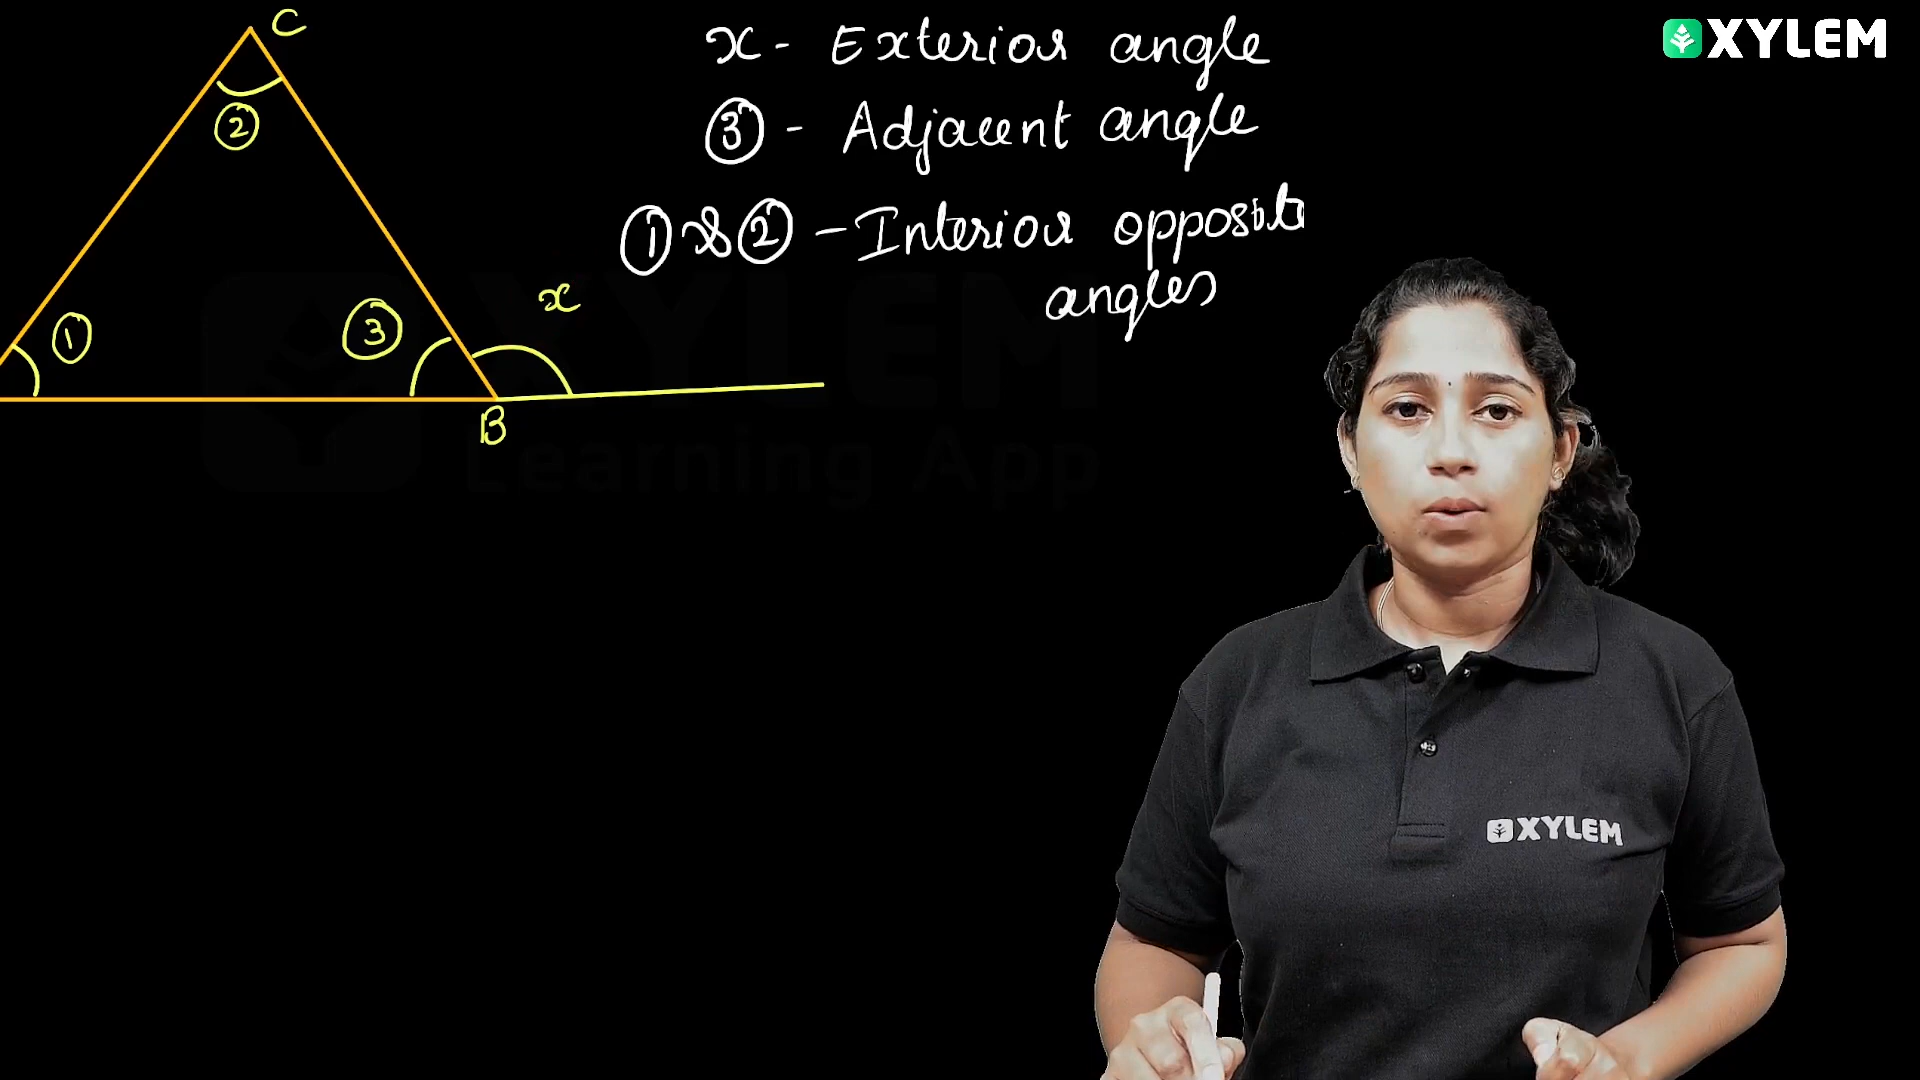 C
x - Exterior angle
XYLEM
② ③ - Adjacent angle
① & ② - Interior opposite
angles
x
① ③
B
XYLEM
Learning App
XYLEM